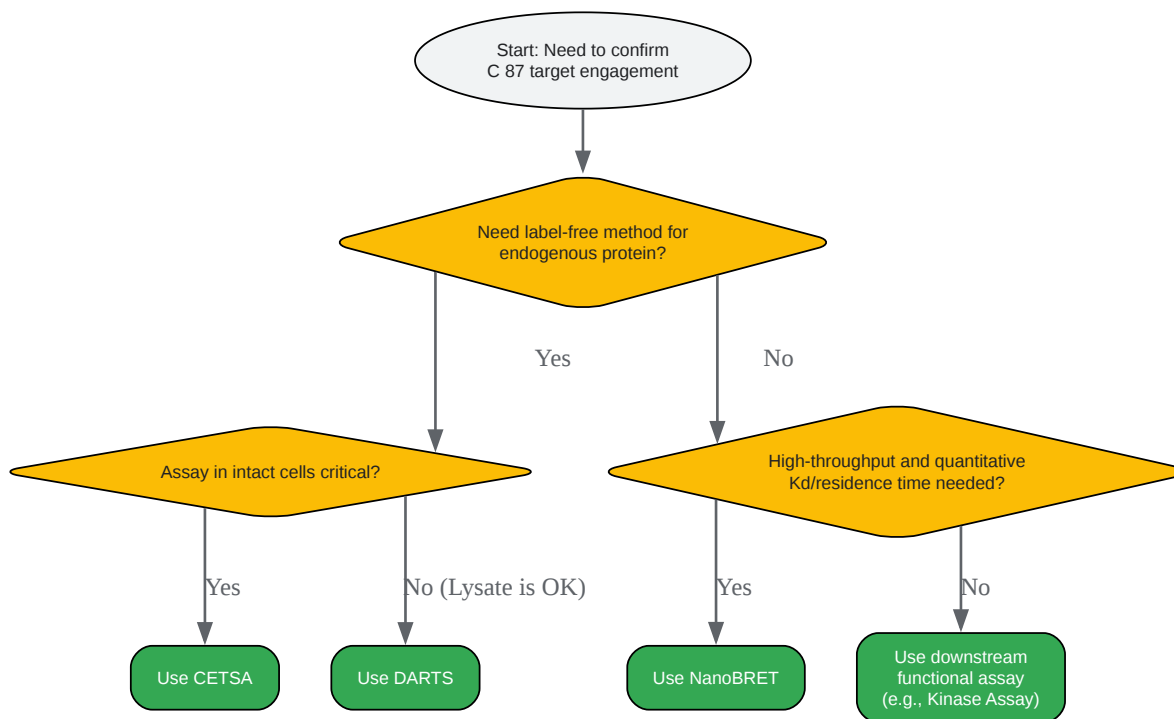 Start: Need to confirm
C 87 target engagement
Need label-free method for
endogenous protein?
Yes
No
Assay in intact cells critical?
High-throughput and quantitative
Kd/residence time needed?
Yes
No (Lysate is OK)
Yes
No
Use CETSA
Use DARTS
Use NanoBRET
Use downstream
functional assay
(e.g., Kinase Assay)